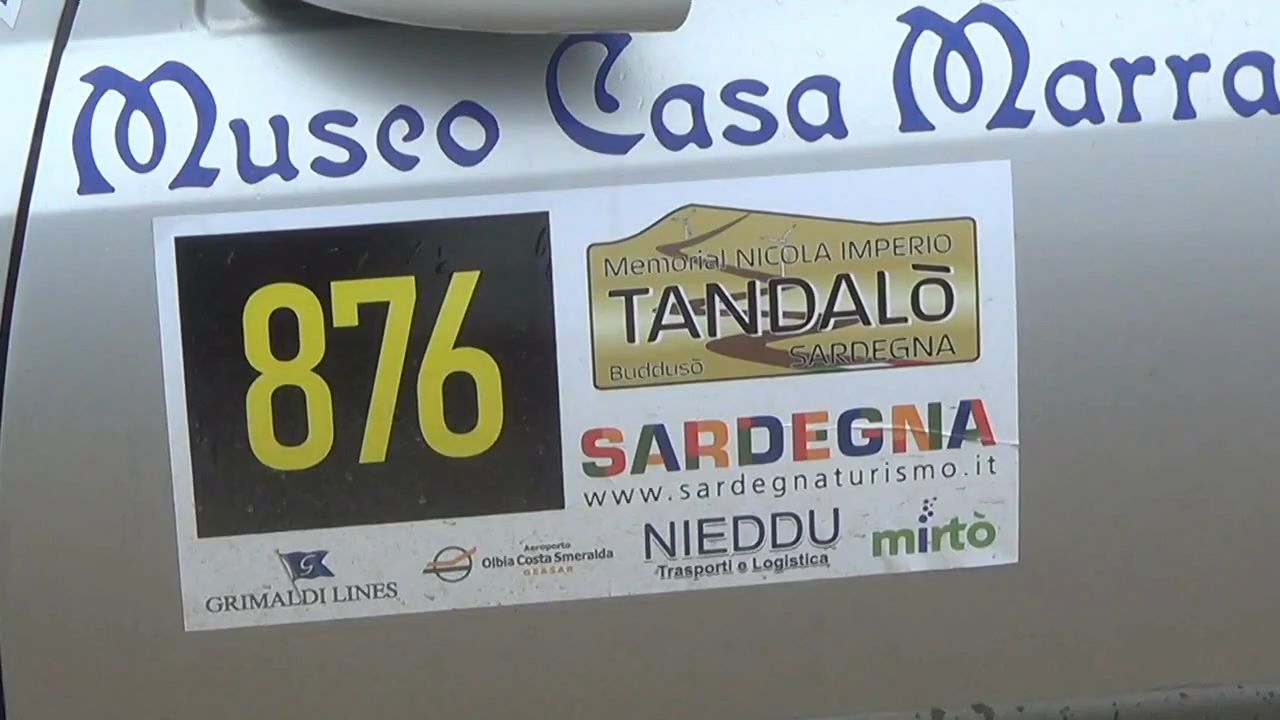 Museo Casa Marra
876
Memorial NICOLA IMPERIO
TANDALÒ
SARDEGNA
Buddusò
SARDEGNA
www.sardegnaturismo.it
G
GRIMALDI LINES
Aeroporto
Olbia Costa Smeralda
GEASAR
NIEDDU
Trasporti e Logistica
mirtò